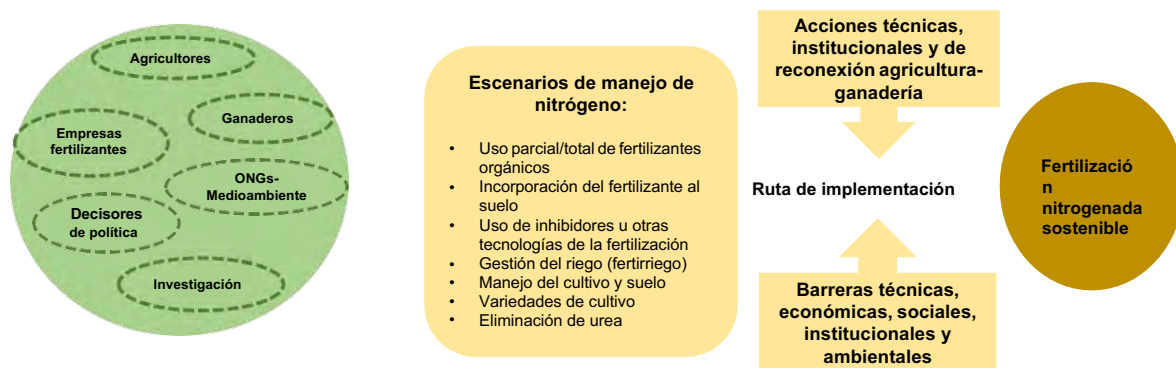 Agricultores
Ganaderos
Empresas
fertilizantes
ONGs-
Medioambiente
Decisores
de política
Investigación
Escenarios de manejo de
nitrógeno:
• Uso parcial/total de fertilizantes
orgánicos
• Incorporación del fertilizante al
suelo
• Uso de inhibidores u otras
tecnologías de la fertilización
• Gestión del riego (fertirriego)
• Manejo del cultivo y suelo
• Variedades de cultivo
• Eliminación de urea
Acciones técnicas,
institucionales y de
reconexión agricultura-
ganadería
Ruta de implementación
Barreras técnicas,
económicas, sociales,
institucionales y
ambientales
Fertilizació
n
nitrogenada
sostenible